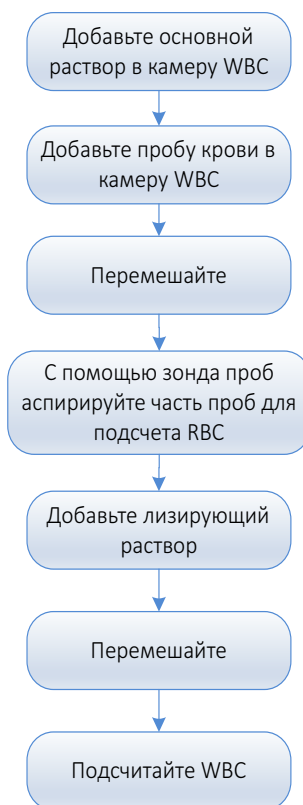 Добавьте основной
раствор в камеру WBC
Добавьте пробу крови в
камеру WBC
Перемешайте
С помощью зонда проб
аспирируйте часть проб для
подсчета RBC
Добавьте лизирующий
раствор
Перемешайте
Подсчитайте WBC